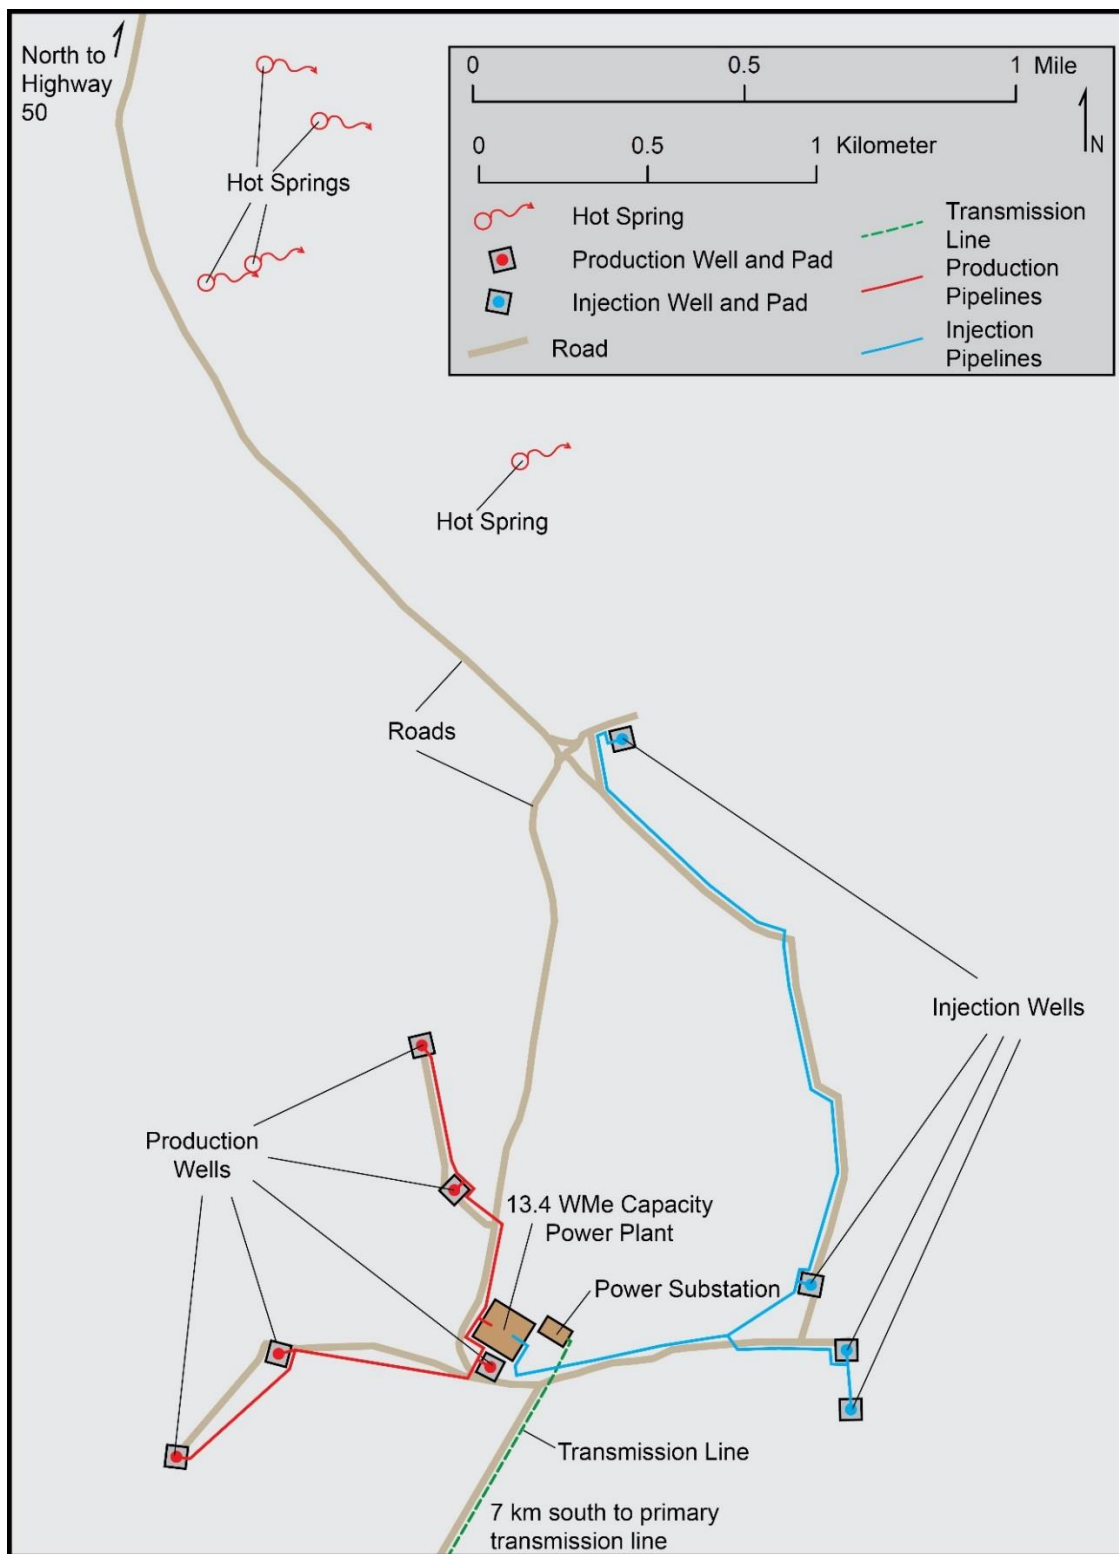 North to
Highway
50
Hot Springs
0 0.5 1 Mile
0 0.5 1 Kilometer
N
Hot Spring
Production Well and Pad
Injection Well and Pad
Road
Transmission
Line
Production
Pipelines
Injection
Pipelines
Hot Spring
Roads
Injection Wells
Production
Wells
13.4 WMe Capacity
Power Plant
Power Substation
Transmission Line
7 km south to primary
transmission line